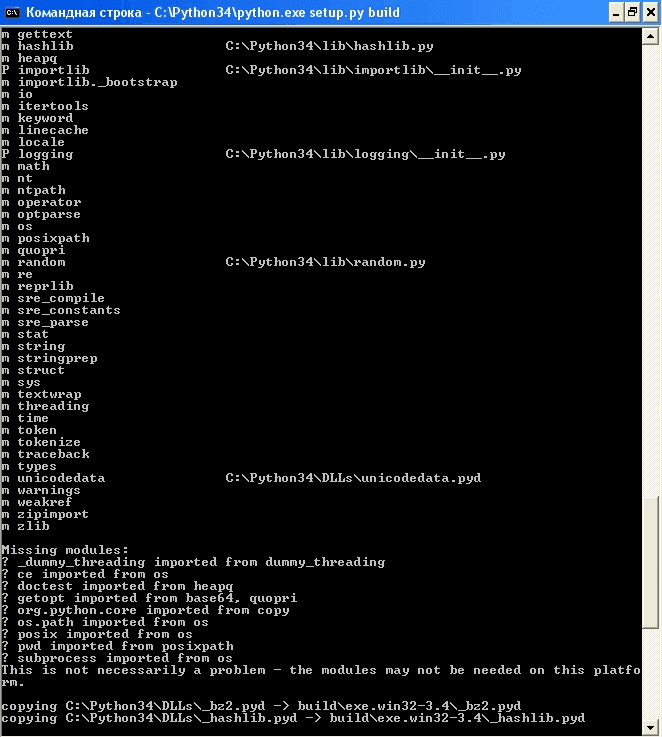 Командная строка - C:\Python34\python.exe setup.py build
m gettext
m hashlib C:\Python34\lib\hashlib.py
m heapq
P importlib C:\Python34\lib\importlib\__init__.py
m importlib._bootstrap
m io
m itertools
m keyword
m linecache
m locale
P logging C:\Python34\lib\logging\__init__.py
m math
m nt
m ntpath
m operator
m optparse
m os
m posixpath
m quopri
m random C:\Python34\lib\random.py
m re
m reprlib
m sre_compile
m sre_constants
m sre_parse
m stat
m string
m stringprep
m struct
m sys
m textwrap
m threading
m time
m token
m tokenize
m traceback
m types
m unicodedata C:\Python34\DLLs\unicodedata.pyd
m warnings
m weakref
m zipimport
m zlib
Missing modules:
? _dummy_threading imported from dummy_threading
? ce imported from os
? doctest imported from heapq
? getopt imported from base64, quopri
? org.python.core imported from copy
? os.path imported from os
? posix imported from os
? pwd imported from posixpath
? subprocess imported from os
This is not necessarily a problem - the modules may not be needed on this platfo
rm.
copying C:\Python34\DLLs\_bz2.pyd -> build\exe.win32-3.4\_bz2.pyd
copying C:\Python34\DLLs\_hashlib.pyd -> build\exe.win32-3.4\_hashlib.pyd